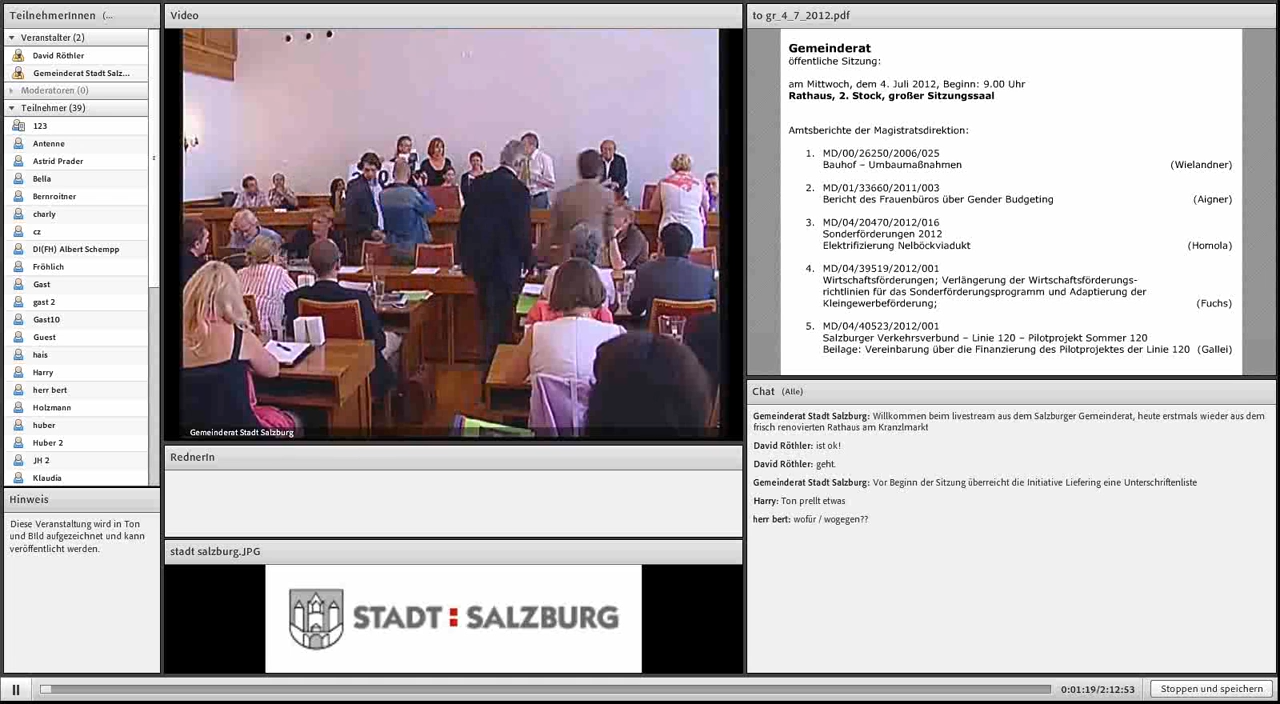 TeilnehmerInnen (...
Veranstalter (2)
David Röthler
Gemeinderat Stadt Salz...
Moderatoren (0)
Teilnehmer (39)
123
Antenne
Astrid Prader
Bella
Bernroitner
charly
cz
DI(FH) Albert Schempp
Fröhlich
Gast
gast 2
Gast10
Guest
hais
Harry
herr bert
Holzmann
huber
Huber 2
JH 2
Klaudia
Hinweis
Diese Veranstaltung wird in Ton
und BIld aufgezeichnet und kann
veröffentlicht werden.
Video
Gemeinderat Stadt Salzburg
RednerIn
stadt salzburg.JPG
STADT : SALZBURG
to gr_4_7_2012.pdf
Gemeinderat
öffentliche Sitzung:
am Mittwoch, dem 4. Juli 2012, Beginn: 9.00 Uhr
Rathaus, 2. Stock, großer Sitzungssaal
Amtsberichte der Magistratsdirektion:
1. MD/00/26250/2006/025
Bauhof – Umbaumaßnahmen (Wielandner)
2. MD/01/33660/2011/003
Bericht des Frauenbüros über Gender Budgeting (Aigner)
3. MD/04/20470/2012/016
Sonderförderungen 2012
Elektrifizierung Nelböckviadukt (Homola)
4. MD/04/39519/2012/001
Wirtschaftsförderungen; Verlängerung der Wirtschaftsförderungs-
richtlinien für das Sonderförderungsprogramm und Adaptierung der
Kleingewerbeförderung; (Fuchs)
5. MD/04/40523/2012/001
Salzburger Verkehrsverbund – Linie 120 – Pilotprojekt Sommer 120
Beilage: Vereinbarung über die Finanzierung des Pilotprojektes der Linie 120 (Gallei)
Chat (Alle)
Gemeinderat Stadt Salzburg: Willkommen beim livestream aus dem Salzburger Gemeinderat, heute erstmals wieder aus dem
frisch renovierten Rathaus am Kranzlmarkt
David Röthler: ist ok!
David Röthler: geht.
Gemeinderat Stadt Salzburg: Vor Beginn der Sitzung überreicht die Initiative Liefering eine Unterschriftenliste
Harry: Ton prellt etwas
herr bert: wofür / wogegen??
0:01:19/2:12:53
Stoppen und speichern